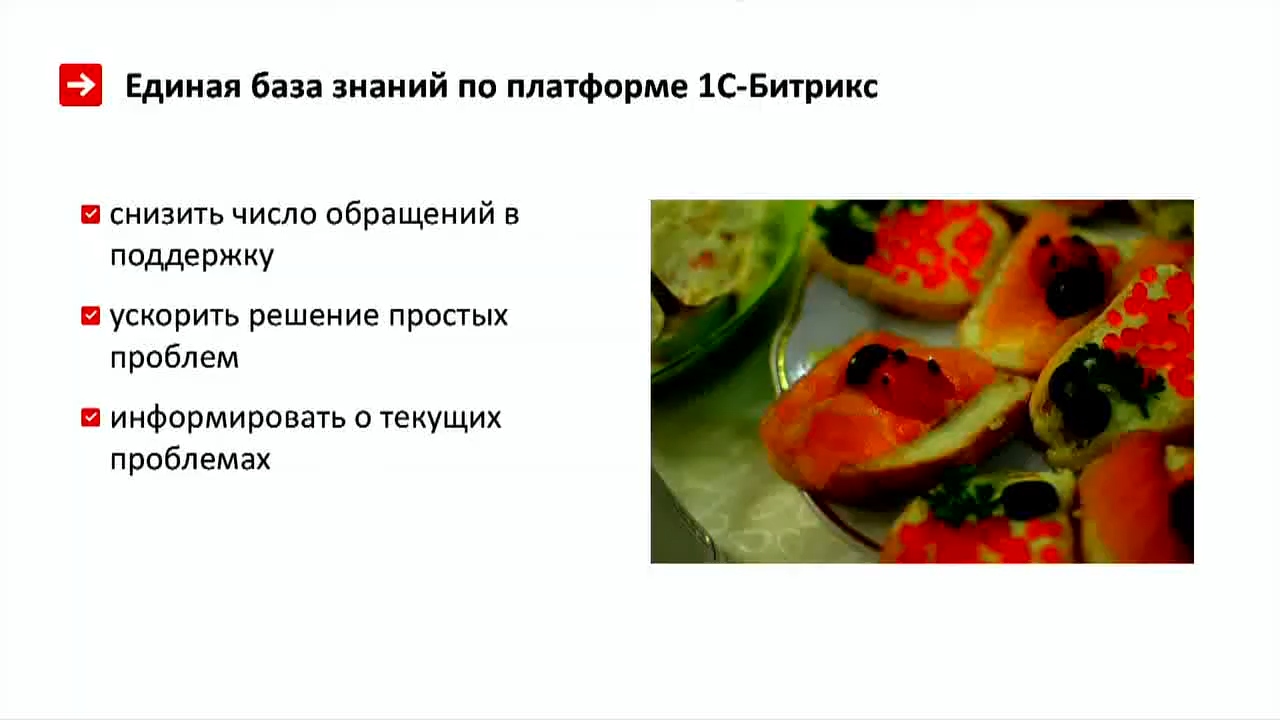 Единая база знаний по платформе 1С-Битрикс
снизить число обращений в
поддержку
ускорить решение простых
проблем
информировать о текущих
проблемах